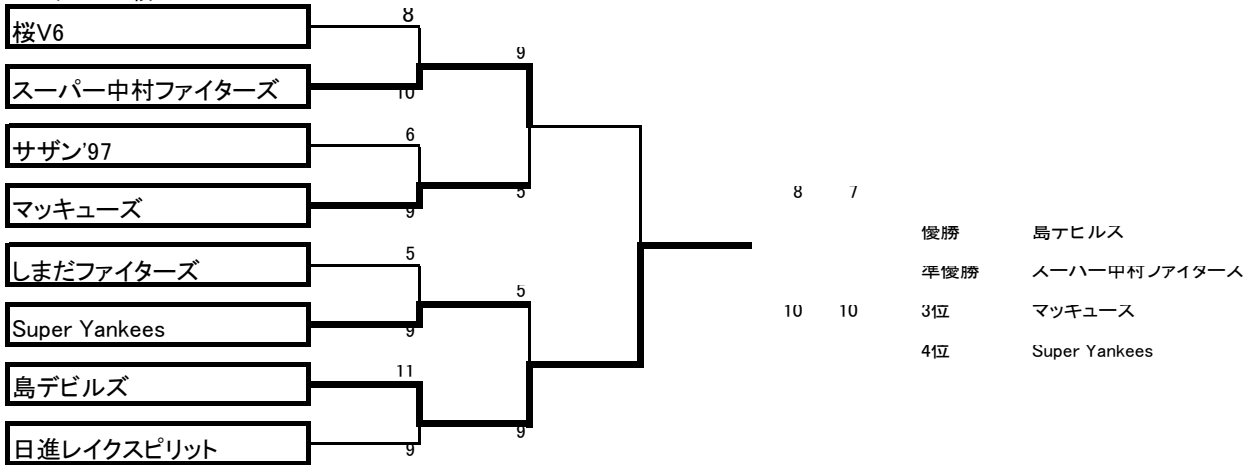 桜V6
8
9
スーパー中村ファイターズ
10
サザン'97
6
5
マッキューズ
9
8 7
優勝 島デビルズ
しまだファイターズ
5
準優勝 スーパー中村ファイターズ
5
Super Yankees
9
10 10 3位 マッキューズ
4位 Super Yankees
島デビルズ
11
9
日進レイクスピリット
9